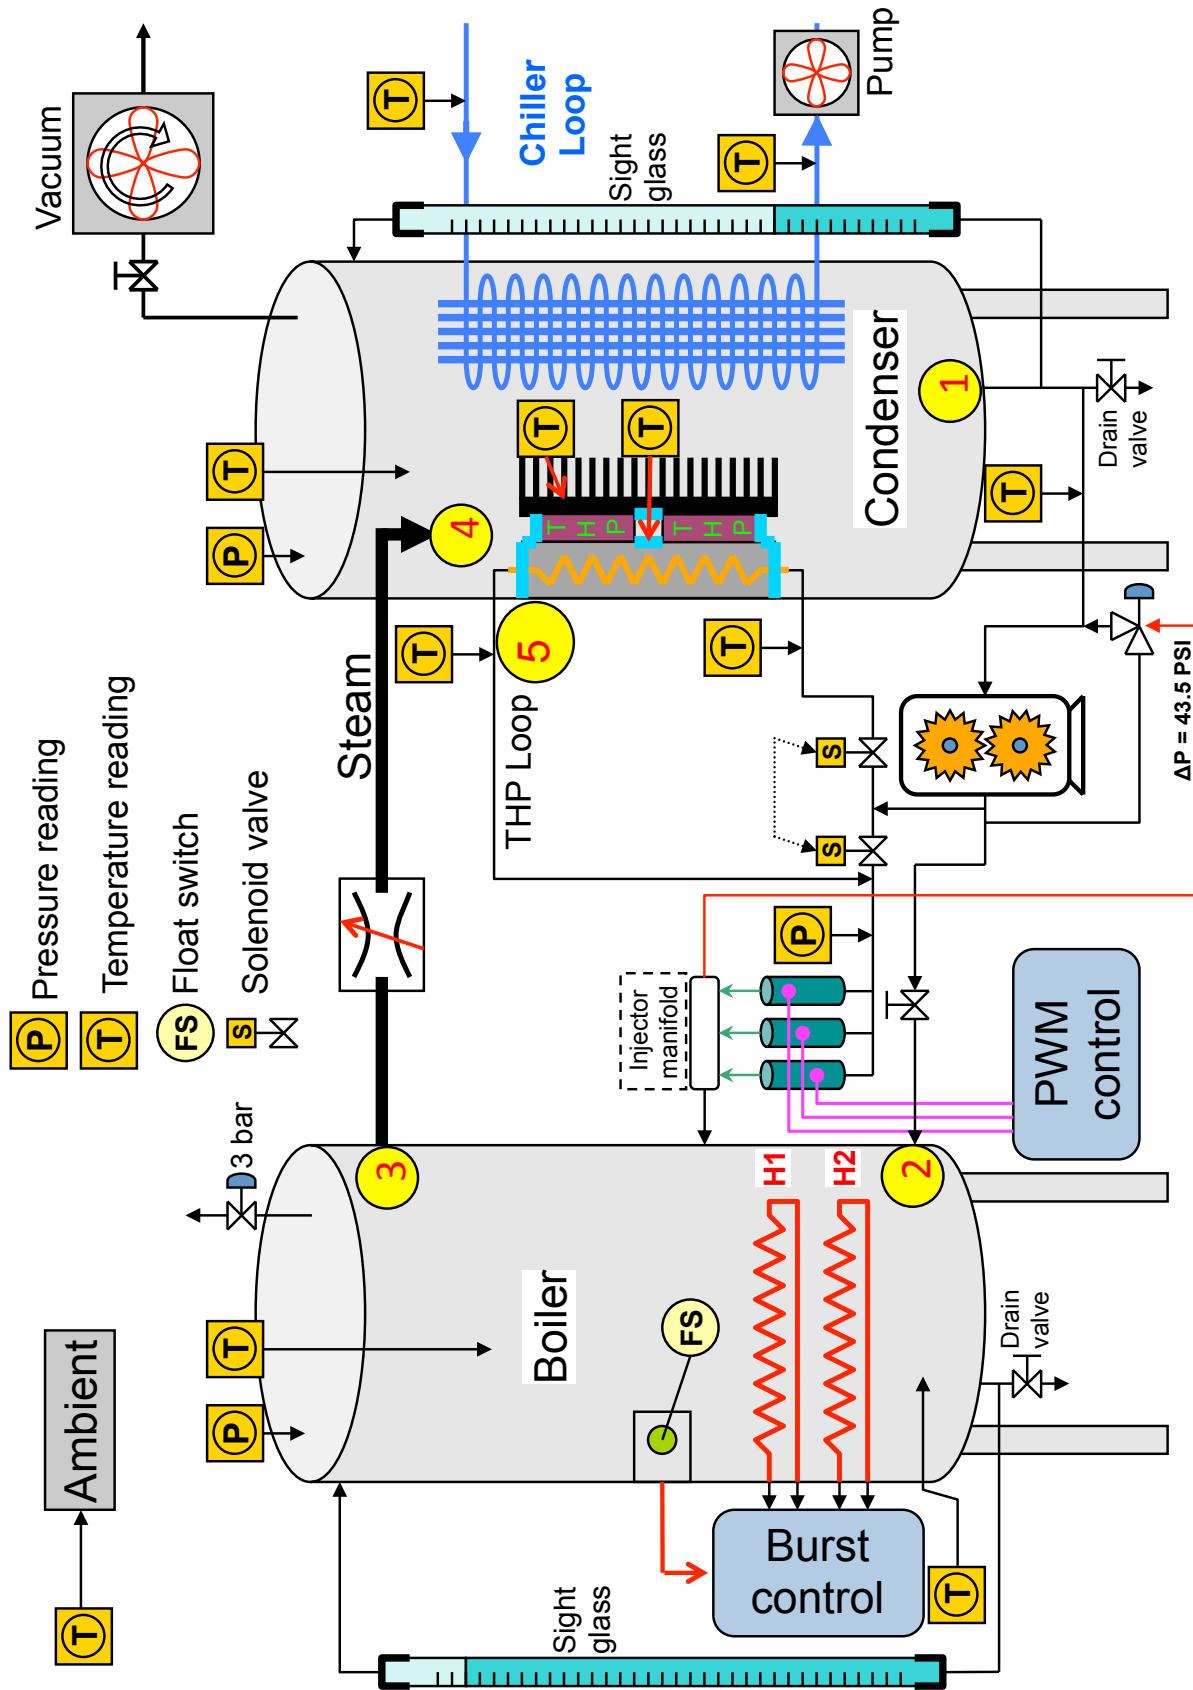 P
Pressure reading
T
Temperature reading
FS
Float switch
S
Solenoid valve
T
Ambient
P
T
3 bar
Boiler
3
FS
H1
H2
2
Burst
control
T
Sight
glass
Drain
valve
Steam
Injector
manifold
P
PWM
control
THP Loop
S
S
T
5
T
ΔP = 43.5 PSI
P
T
4
T
T
T H P
T H P
Condenser
1
T
Drain
valve
Vacuum
T
Chiller
Loop
Sight
glass
T
Pump